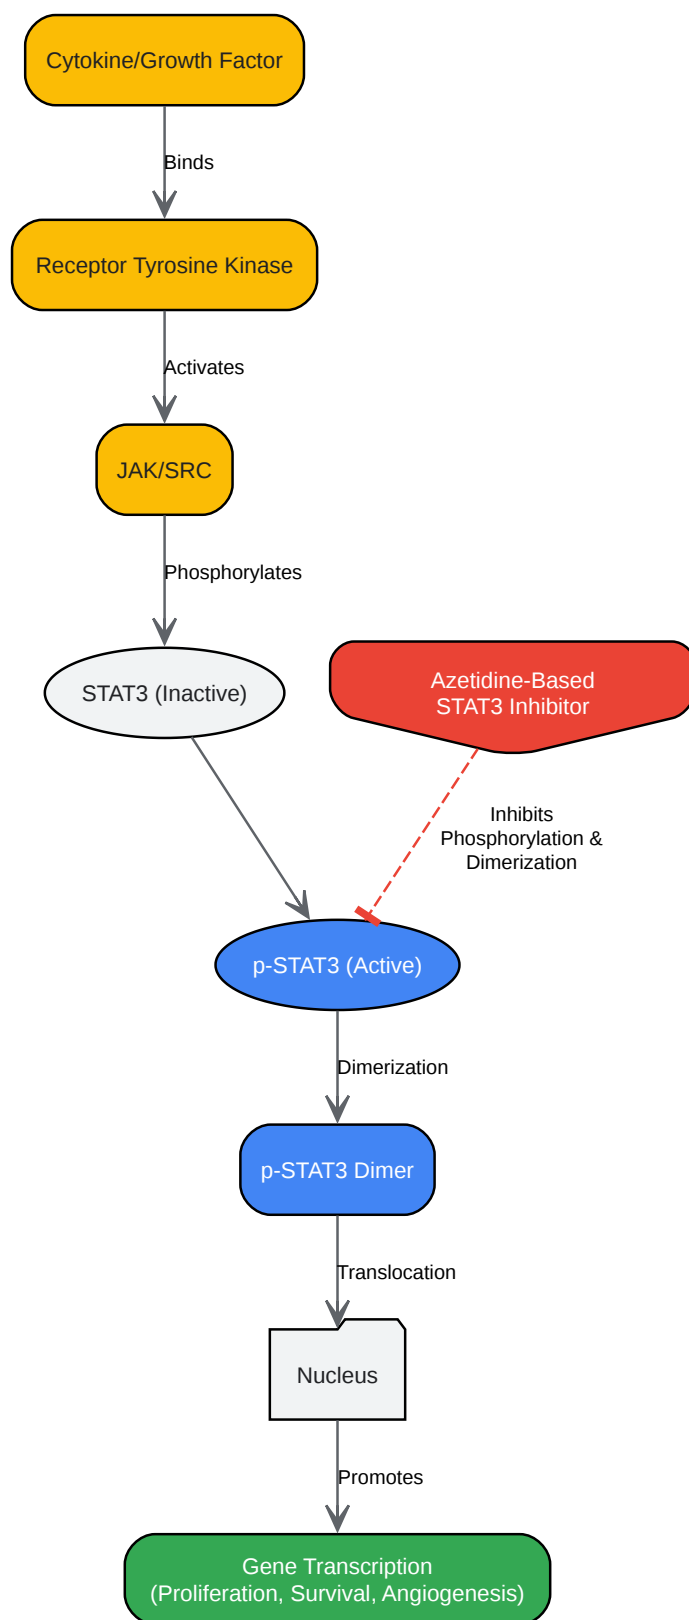 Cytokine/Growth Factor
Binds
Receptor Tyrosine Kinase
Activates
JAK/SRC
Phosphorylates
STAT3 (Inactive)
Azetidine-Based
STAT3 Inhibitor
Inhibits
Phosphorylation &
Dimerization
p-STAT3 (Active)
Dimerization
p-STAT3 Dimer
Translocation
Nucleus
Promotes
Gene Transcription
(Proliferation, Survival, Angiogenesis)